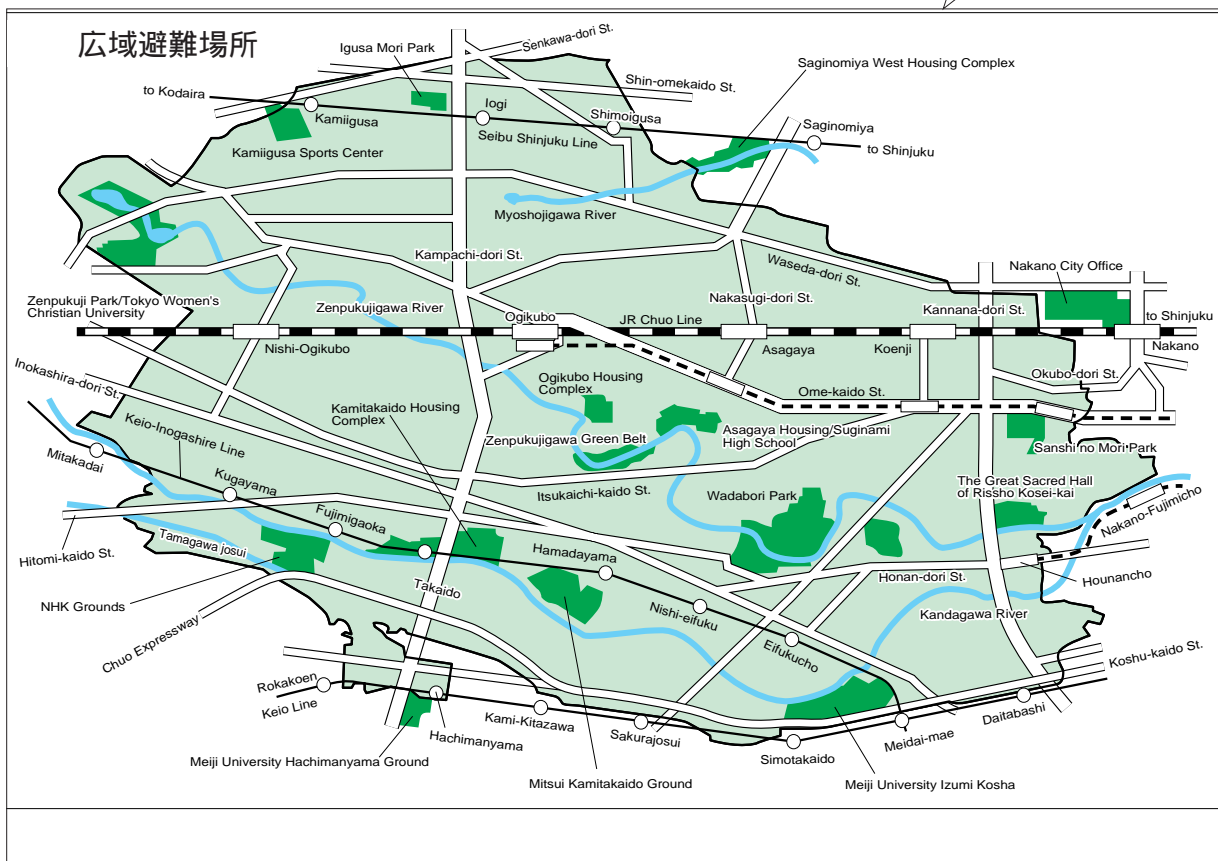 広域避難場所
Senkawa-dori St.
Igusa Mori Park
Saginomiya West Housing Complex
Shin-omekaido St.
to Kodaira
Iogi
Kamiigusa
Shimoigusa
Saginomiya
Seibu Shinjuku Line
to Shinjuku
Kamiigusa Sports Center
Myoshojigawa River
Kampachi-dori St.
Waseda-dori St.
Nakano City Office
Zenpukuji Park/Tokyo Women's
Christian University
Zenpukujigawa River
Nakasugi-dori St.
Kannana-dori St.
Ogikubo
JR Chuo Line
to Shinjuku
Nishi-Ogikubo
Asagaya
Koenji
Nakano
Inokashira-dori St.
Okubo-dori St.
Ogikubo Housing
Complex
Ome-kaido St.
Kamitakaido Housing
Complex
Keio-Inogashire Line
Zenpukujigawa Green Belt
Asagaya Housing/Suginami
High School
Sanshi no Mori Park
Mitakadai
Kugayama
Itsukaichi-kaido St.
Wadabori Park
The Great Sacred Hall
of Rissho Kosei-kai
Nakano-Fujimicho
Fujimigaoka
Tamagawa josui
Hitomi-kaido St.
Hamadayama
Honan-dori St.
Hounancho
NHK Grounds
Takaido
Nishi-eifuku
Kandagawa River
Chuo Expressway
Eifukucho
Koshu-kaido St.
Rokakoen
Keio Line
Kami-Kitazawa
Daitabashi
Hachimanyama
Sakurajosui
Meidai-mae
Meiji University Hachimanyama Ground
Simotakaido
Mitsui Kamitakaido Ground
Meiji University Izumi Kosha